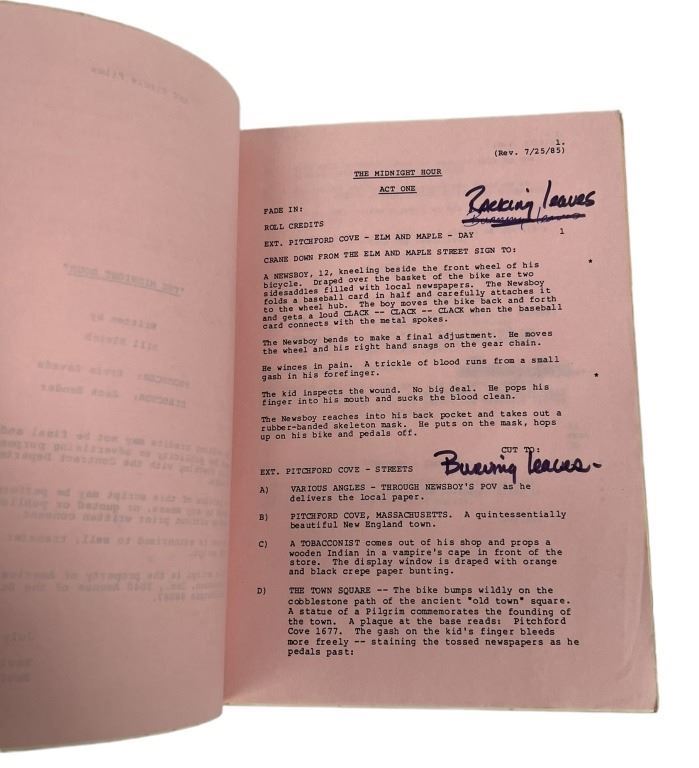 1.
(Rev. 7/25/85)
THE MIDNIGHT HOUR
ACT ONE
Racking leaves
Burning leaves
FADE IN:
ROLL CREDITS
EXT. PITCHFORD COVE - ELM AND MAPLE - DAY 1
CRANE DOWN FROM THE ELM AND MAPLE STREET SIGN TO:
A NEWSBOY, 12, kneeling beside the front wheel of his *
bicycle. Draped over the basket of the bike are two
sidesaddles filled with local newspapers. The Newsboy
folds a baseball card in half and carefully attaches it
to the wheel hub. The boy moves the bike back and forth
and gets a loud CLACK -- CLACK -- CLACK when the baseball
card connects with the metal spokes.
The Newsboy bends to make a final adjustment. He moves
the wheel and his right hand snags on the gear chain.
He winces in pain. A trickle of blood runs from a small *
gash in his forefinger.
The kid inspects the wound. No big deal. He pops his
finger into his mouth and sucks the blood clean.
The Newsboy reaches into his back pocket and takes out a
rubber-banded skeleton mask. He puts on the mask, hops
up on his bike and pedals off.
CUT TO:
EXT. PITCHFORD COVE - STREETS
Burning leaves-
A) VARIOUS ANGLES - THROUGH NEWSBOY'S POV as he
delivers the local paper.
B) PITCHFORD COVE, MASSACHUSETTS. A quintessentially
beautiful New England town.
C) A TOBACCONIST comes out of his shop and props a
wooden Indian in a vampire's cape in front of the
store. The display window is draped with orange
and black crepe paper bunting.
D) THE TOWN SQUARE -- The bike bumps wildly on the
cobblestone path of the ancient "old town" square.
A statue of a Pilgrim commemorates the founding of
the town. A plaque at the base reads: Pitchford
Cove 1677. The gash on the kid's finger bleeds
more freely -- staining the tossed newspapers as he
pedals past: